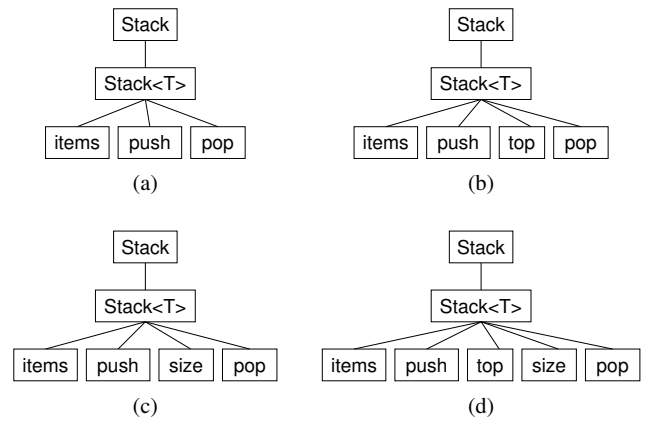 Stack
Stack<T>
items push pop
(a)
Stack
Stack<T>
items push top pop
(b)
Stack
Stack<T>
items push size pop
(c)
Stack
Stack<T>
items push top size pop
(d)